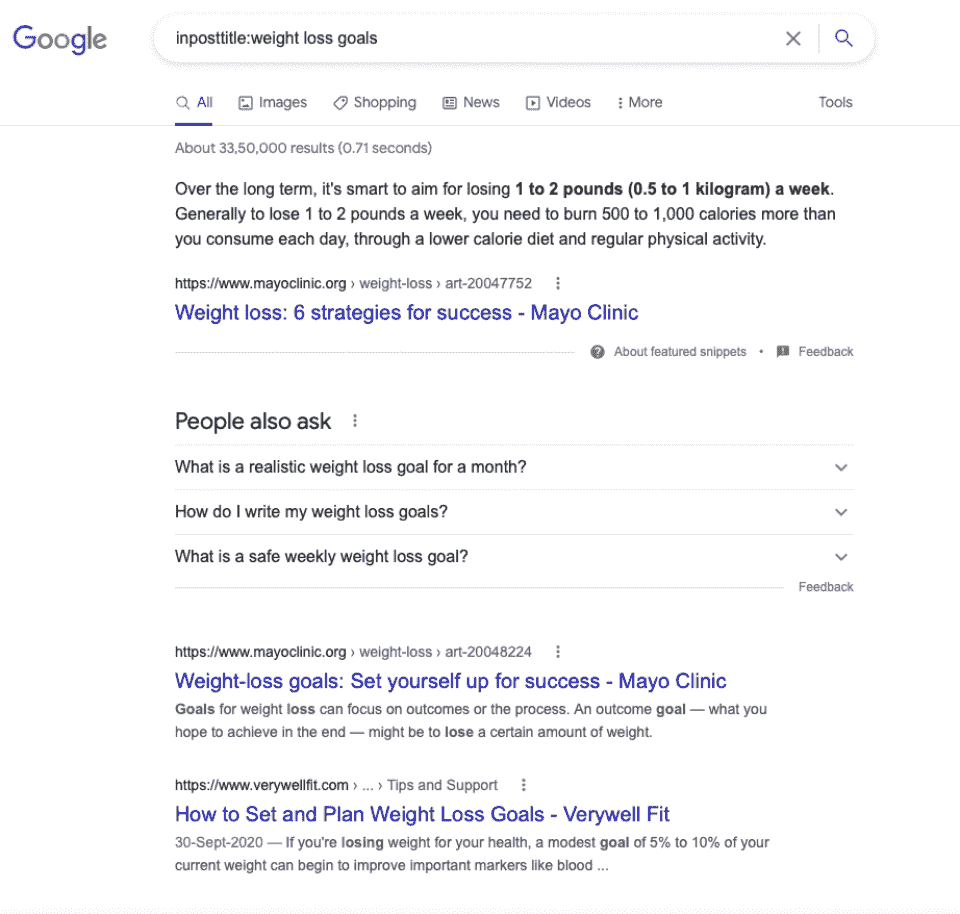 Google
inposttitle:weight loss goals
All Images Shopping News Videos More Tools
About 33,50,000 results (0.71 seconds)
Over the long term, it's smart to aim for losing 1 to 2 pounds (0.5 to 1 kilogram) a week.
Generally to lose 1 to 2 pounds a week, you need to burn 500 to 1,000 calories more than
you consume each day, through a lower calorie diet and regular physical activity.
https://www.mayoclinic.org › weight-loss › art-20047752
Weight loss: 6 strategies for success - Mayo Clinic
About featured snippets • Feedback
People also ask
What is a realistic weight loss goal for a month?
How do I write my weight loss goals?
What is a safe weekly weight loss goal?
Feedback
https://www.mayoclinic.org › weight-loss › art-20048224
Weight-loss goals: Set yourself up for success - Mayo Clinic
Goals for weight loss can focus on outcomes or the process. An outcome goal — what you
hope to achieve in the end — might be to lose a certain amount of weight.
https://www.verywellfit.com › ... › Tips and Support
How to Set and Plan Weight Loss Goals - Verywell Fit
30-Sept-2020 — If you're losing weight for your health, a modest goal of 5% to 10% of your
current weight can begin to improve important markers like blood ...